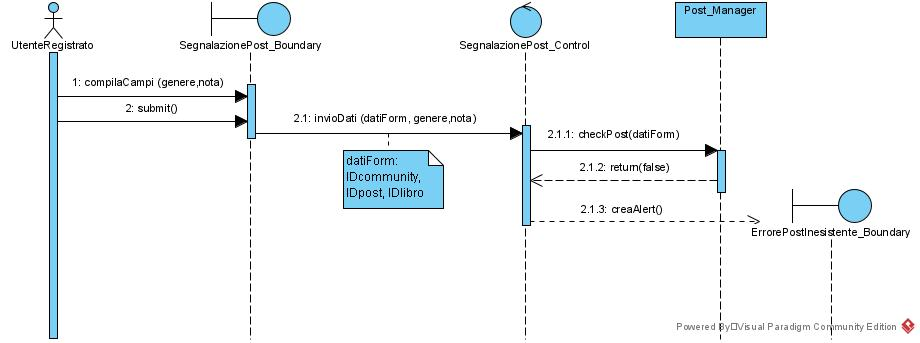 Post_Manager
UtenteRegistrato
SegnalazionePost_Boundary
SegnalazionePost_Control
1: compilaCampi (genere,nota)
2: submit()
2.1: invioDati (datiForm, genere,nota)
2.1.1: checkPost(datiForm)
datiForm:
IDcommunity,
IDpost, IDlibro
2.1.2: return(false)
2.1.3: creaAlert()
ErrorePostInesistente_Boundary
Powered By□Visual Paradigm Community Edition